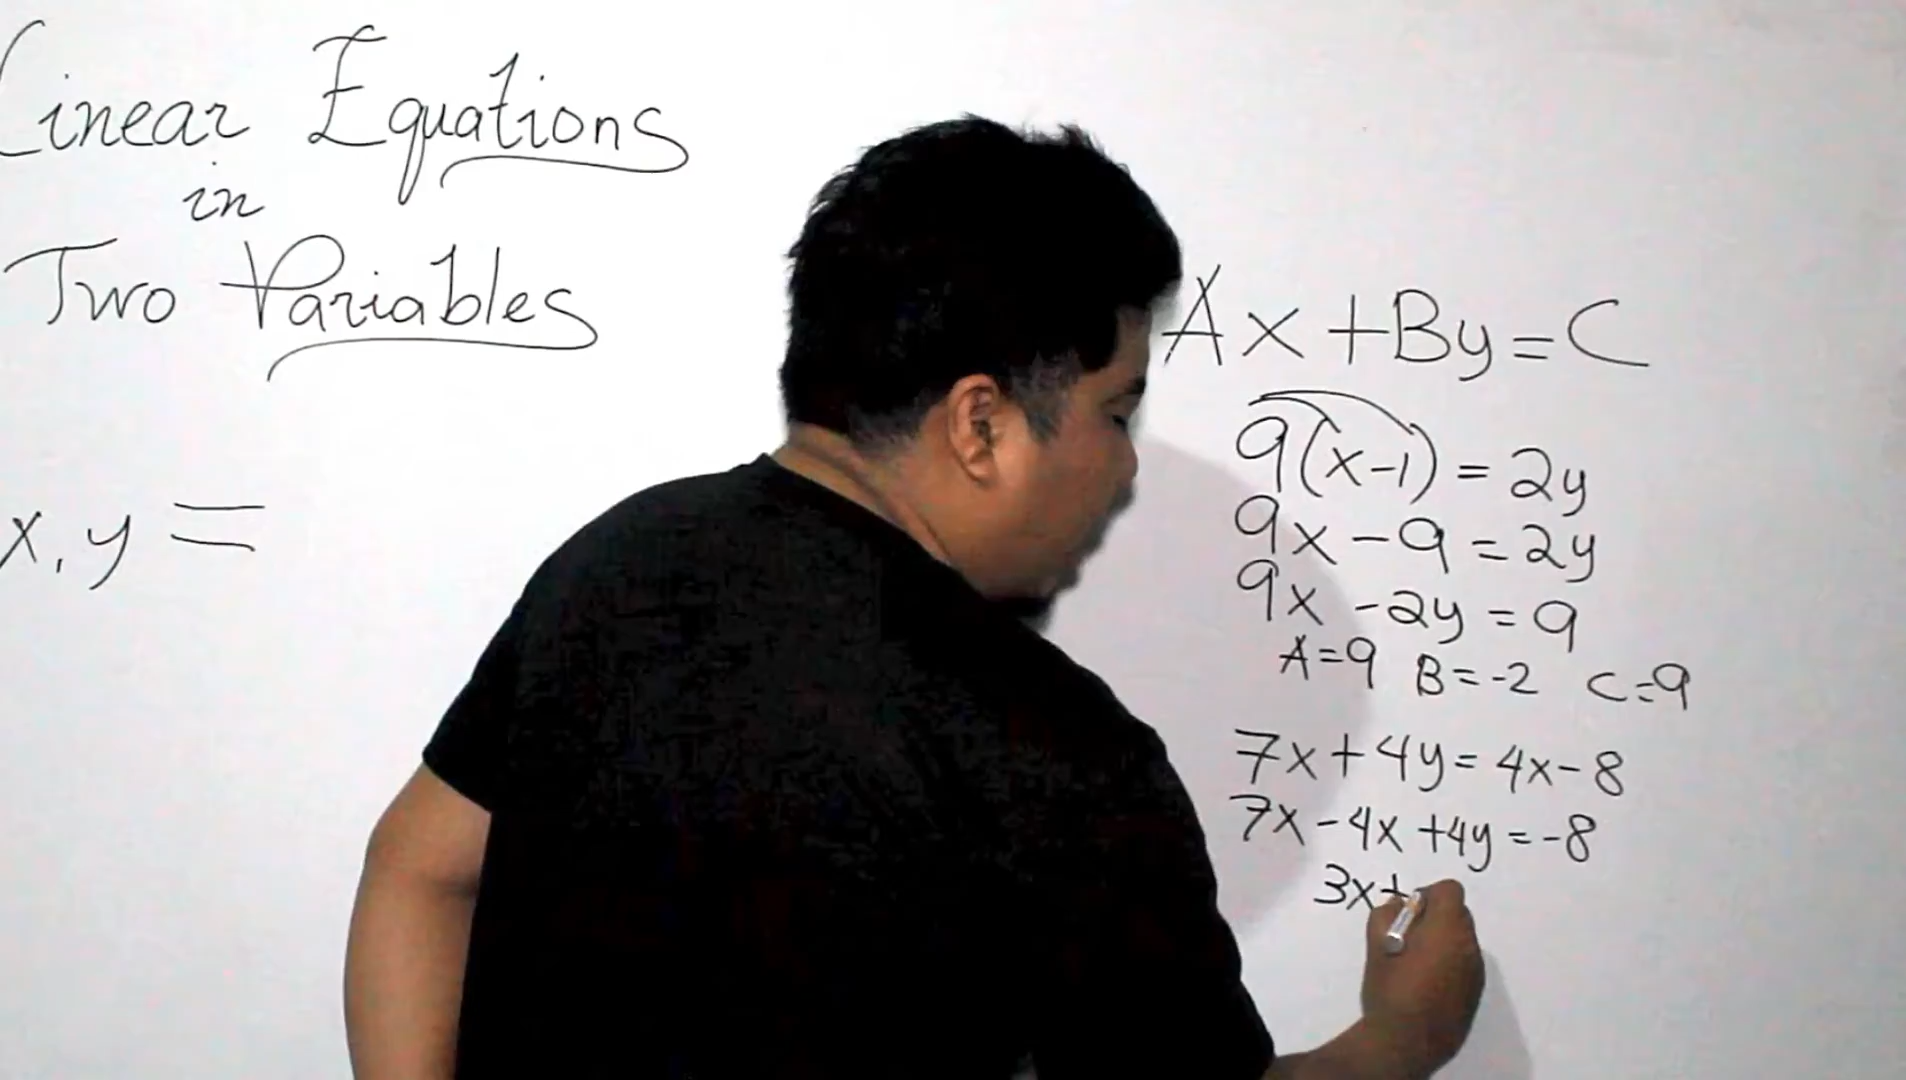 Linear Equations
in
Two Variables
x, y =
Ax + By = C
9(x-1) = 2y
9x - 9 = 2y
9x - 2y = 9
A=9 B=-2 C=9
7x + 4y = 4x - 8
7x - 4x + 4y = -8
3x +